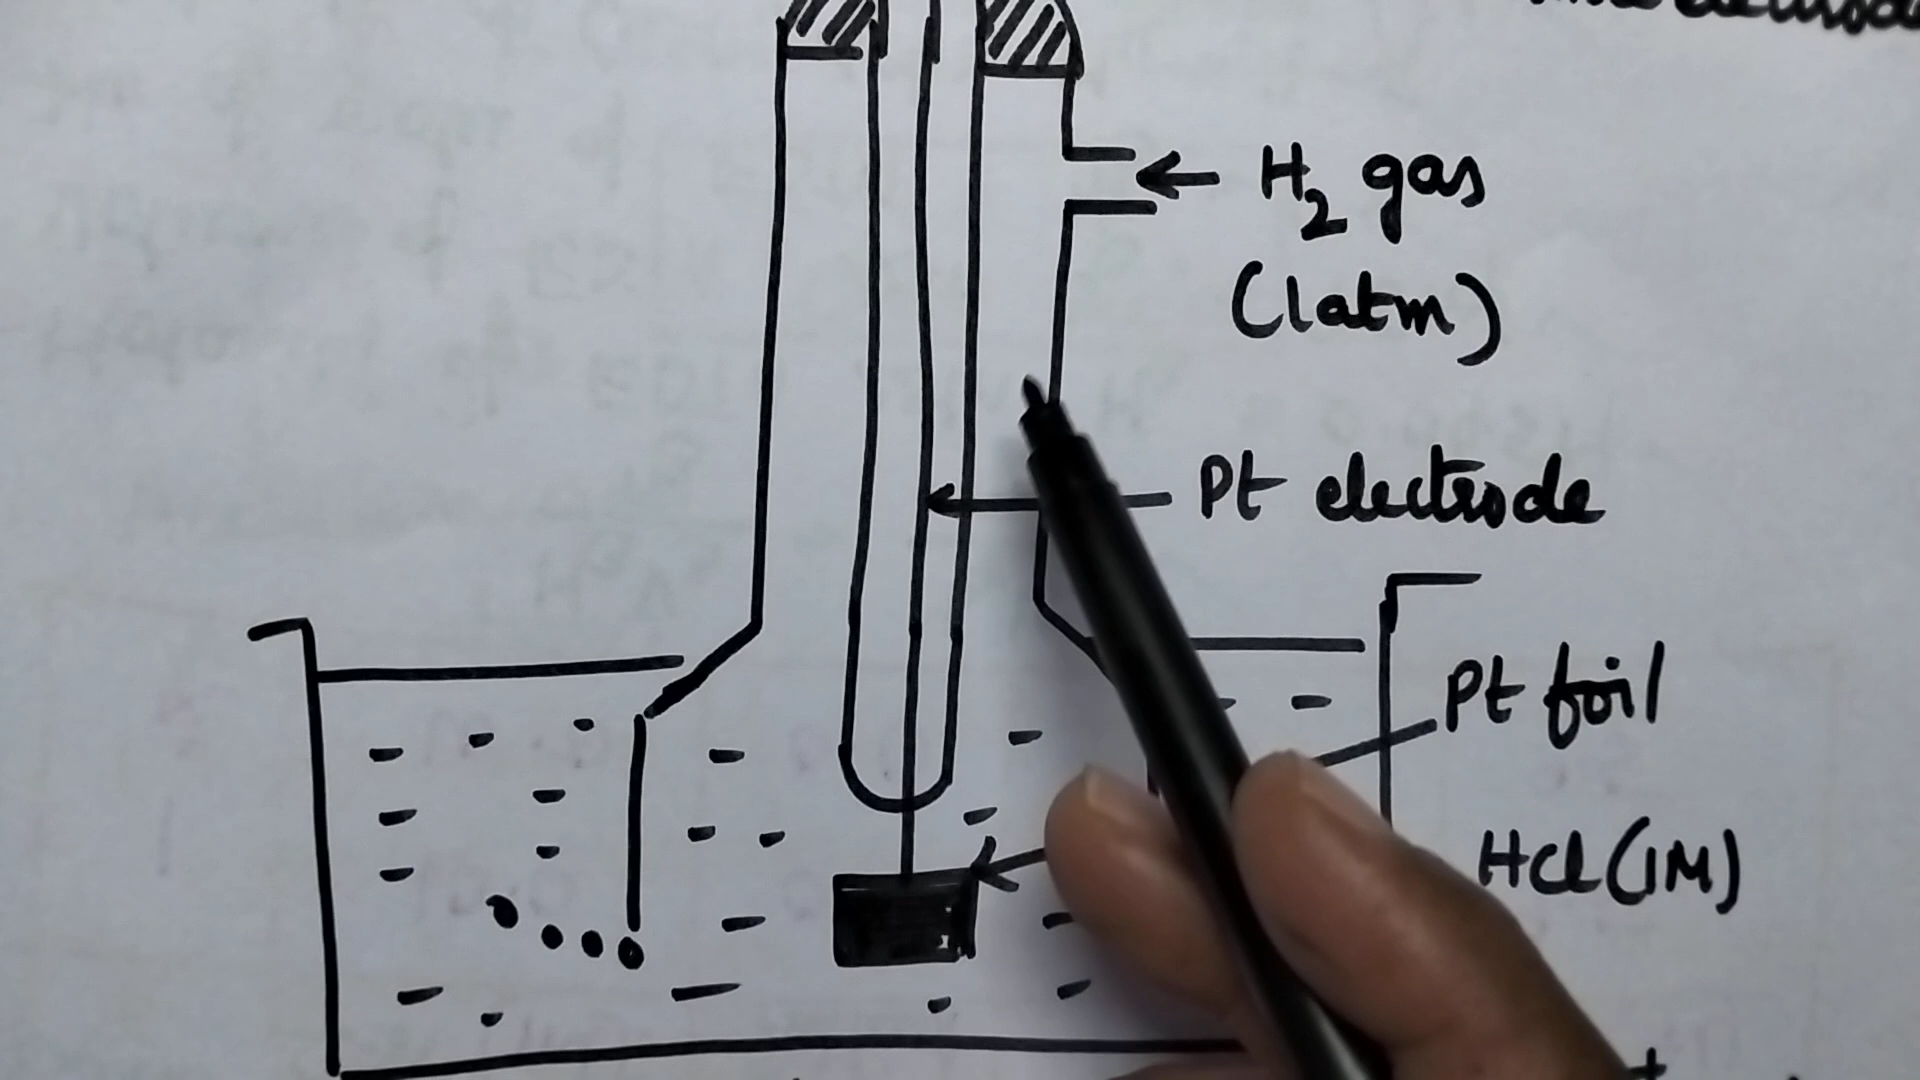 H2 gas
(1atm)
Pt electrode
Pt foil
HCl (1M)